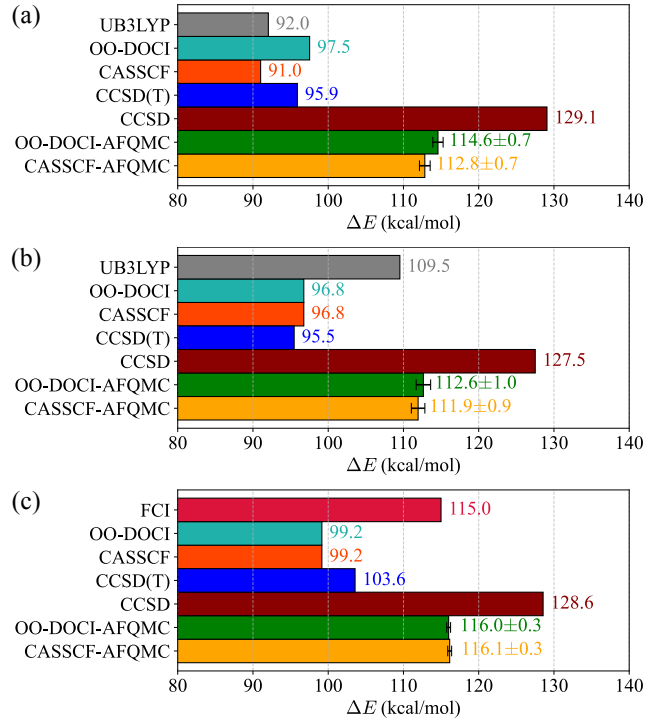 (a)
UB3LYP 92.0
OO-DOCI 97.5
CASSCF 91.0
CCSD(T) 95.9
CCSD 129.1
OO-DOCI-AFQMC 114.6±0.7
CASSCF-AFQMC 112.8±0.7
80 90 100 110 120 130 140
ΔE (kcal/mol)
(b)
UB3LYP 109.5
OO-DOCI 96.8
CASSCF 96.8
CCSD(T) 95.5
CCSD 127.5
OO-DOCI-AFQMC 112.6±1.0
CASSCF-AFQMC 111.9±0.9
80 90 100 110 120 130 140
ΔE (kcal/mol)
(c)
FCI 115.0
OO-DOCI 99.2
CASSCF 99.2
CCSD(T) 103.6
CCSD 128.6
OO-DOCI-AFQMC 116.0±0.3
CASSCF-AFQMC 116.1±0.3
80 90 100 110 120 130 140
ΔE (kcal/mol)